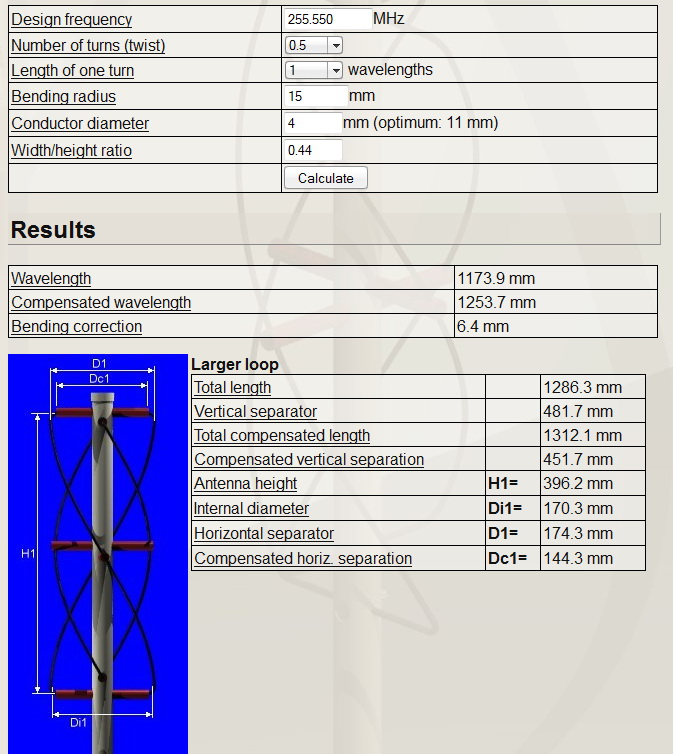 Design frequency 255.550 MHz
Number of turns (twist) 0.5
Length of one turn 1 wavelengths
Bending radius 15 mm
Conductor diameter 4 mm (optimum: 11 mm)
Width/height ratio 0.44
Calculate
Results
Wavelength 1173.9 mm
Compensated wavelength 1253.7 mm
Bending correction 6.4 mm
D1
Dc1
H1
Di1
Larger loop
Total length 1286.3 mm
Vertical separator 481.7 mm
Total compensated length 1312.1 mm
Compensated vertical separation 451.7 mm
Antenna height H1= 396.2 mm
Internal diameter Di1= 170.3 mm
Horizontal separator D1= 174.3 mm
Compensated horiz. separation Dc1= 144.3 mm